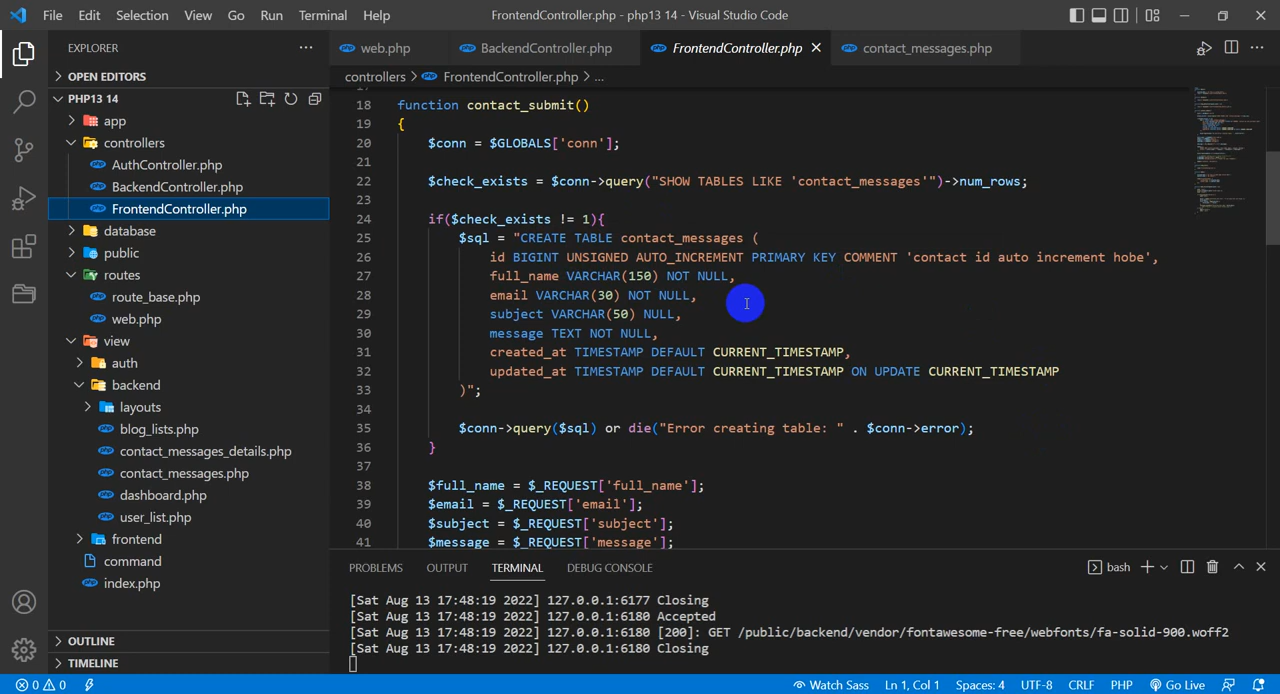 File Edit Selection View Go Run Terminal Help FrontendController.php - php13 14 - Visual Studio Code
EXPLORER
OPEN EDITORS
PHP13 14
app
controllers
AuthController.php
BackendController.php
FrontendController.php
database
public
routes
route_base.php
web.php
view
auth
backend
layouts
blog_lists.php
contact_messages_details.php
contact_messages.php
dashboard.php
user_list.php
frontend
command
index.php
OUTLINE
TIMELINE
web.php BackendController.php FrontendController.php contact_messages.php
controllers > FrontendController.php > ...
17
18 function contact_submit()
19 {
20 $conn = $GLOBALS['conn'];
21
22 $check_exists = $conn->query("SHOW TABLES LIKE 'contact_messages'")->num_rows;
23
24 if($check_exists != 1){
25 $sql = "CREATE TABLE contact_messages (
26 id BIGINT UNSIGNED AUTO_INCREMENT PRIMARY KEY COMMENT 'contact id auto increment hobe',
27 full_name VARCHAR(150) NOT NULL,
28 email VARCHAR(30) NOT NULL,
29 subject VARCHAR(50) NULL,
30 message TEXT NOT NULL,
31 created_at TIMESTAMP DEFAULT CURRENT_TIMESTAMP,
32 updated_at TIMESTAMP DEFAULT CURRENT_TIMESTAMP ON UPDATE CURRENT_TIMESTAMP
33 )";
34
35 $conn->query($sql) or die("Error creating table: " . $conn->error);
36 }
37
38 $full_name = $_REQUEST['full_name'];
39 $email = $_REQUEST['email'];
40 $subject = $_REQUEST['subject'];
41 $message = $_REQUEST['message'];
PROBLEMS OUTPUT TERMINAL DEBUG CONSOLE bash
[Sat Aug 13 17:48:19 2022] 127.0.0.1:6177 Closing
[Sat Aug 13 17:48:19 2022] 127.0.0.1:6180 Accepted
[Sat Aug 13 17:48:19 2022] 127.0.0.1:6180 [200]: GET /public/backend/vendor/fontawesome-free/webfonts/fa-solid-900.woff2
[Sat Aug 13 17:48:19 2022] 127.0.0.1:6180 Closing
0 0 Watch Sass Ln 1, Col 1 Spaces: 4 UTF-8 CRLF PHP Go Live